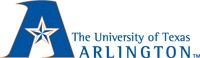 The University of Texas
ARLINGTON™